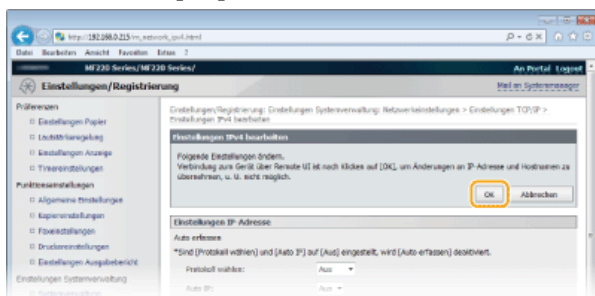 http://192.168.0.215/m_network_ipv4.html
Datei Bearbeiten Ansicht Favoriten Extras ?
MF220 Series/MF220 Series/
An Portal Logout
Einstellungen/Registrierung
Mail an Systemmanager
Präferenzen
Einstellungen/Registrierung: Einstellungen Systemverwaltung: Netzwerkeinstellungen > Einstellungen TCP/IP >
Einstellungen IPv4 bearbeiten
Einstellungen Papier
Lautstärkeregelung
Einstellungen Anzeige
Timereinstellungen
Einstellungen IPv4 bearbeiten
Folgende Einstellungen ändern.
Verbindung zum Gerät über Remote UI ist nach Klicken auf [OK], um Änderungen an IP-Adresse und Hostnamen zu
übernehmen, u. U. nicht möglich.
OK Abbrechen
Funktionseinstellungen
Allgemeine Einstellungen
Kopiereinstellungen
Faxeinstellungen
Druckereinstellungen
Einstellungen Ausgabebericht
Einstellungen Systemverwaltung
Einstellungen IP-Adresse
Auto erfassen
*Sind [Protokoll wählen] und [Auto IP] auf [Aus] eingestellt, wird [Auto erfassen] deaktiviert.
Protokoll wählen: Aus
Auto IP: Aus